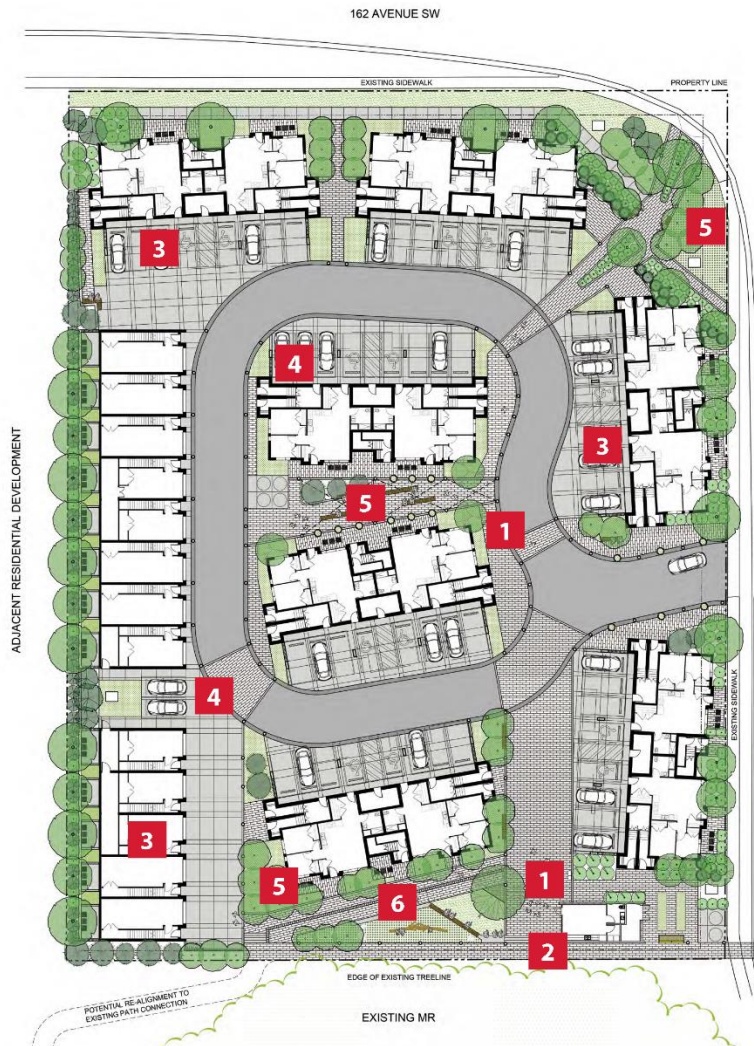 162 AVENUE SW
EXISTING SIDEWALK
PROPERTY LINE
5
3
4
3
ADJACENT RESIDENTIAL DEVELOPMENT
5
1
4
EXISTING SIDEWALK
3
5
1
6
2
EDGE OF EXISTING TREELINE
POTENTIAL RE-ALIGNMENT TO
EXISTING PATH CONNECTION
EXISTING MR